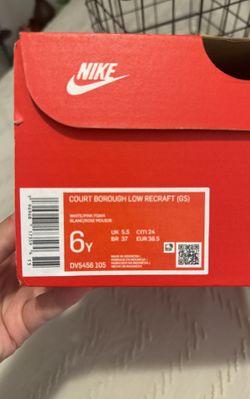 NIKE
COURT BOROUGH LOW RECRAFT (GS)
WHITE/PINK FOAM
BLANC/ROSE MOUSSE
6Y
UK 5.5 CM 24
BR 37 EUR 38.5
DV5456 105
MADE IN INDONESIA